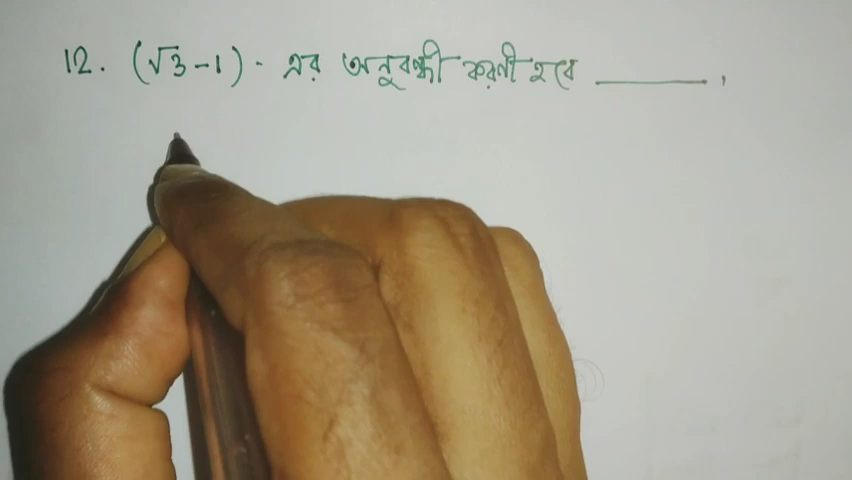 12. (√3-1) - এর অনুবন্ধী করণী হবে ______,